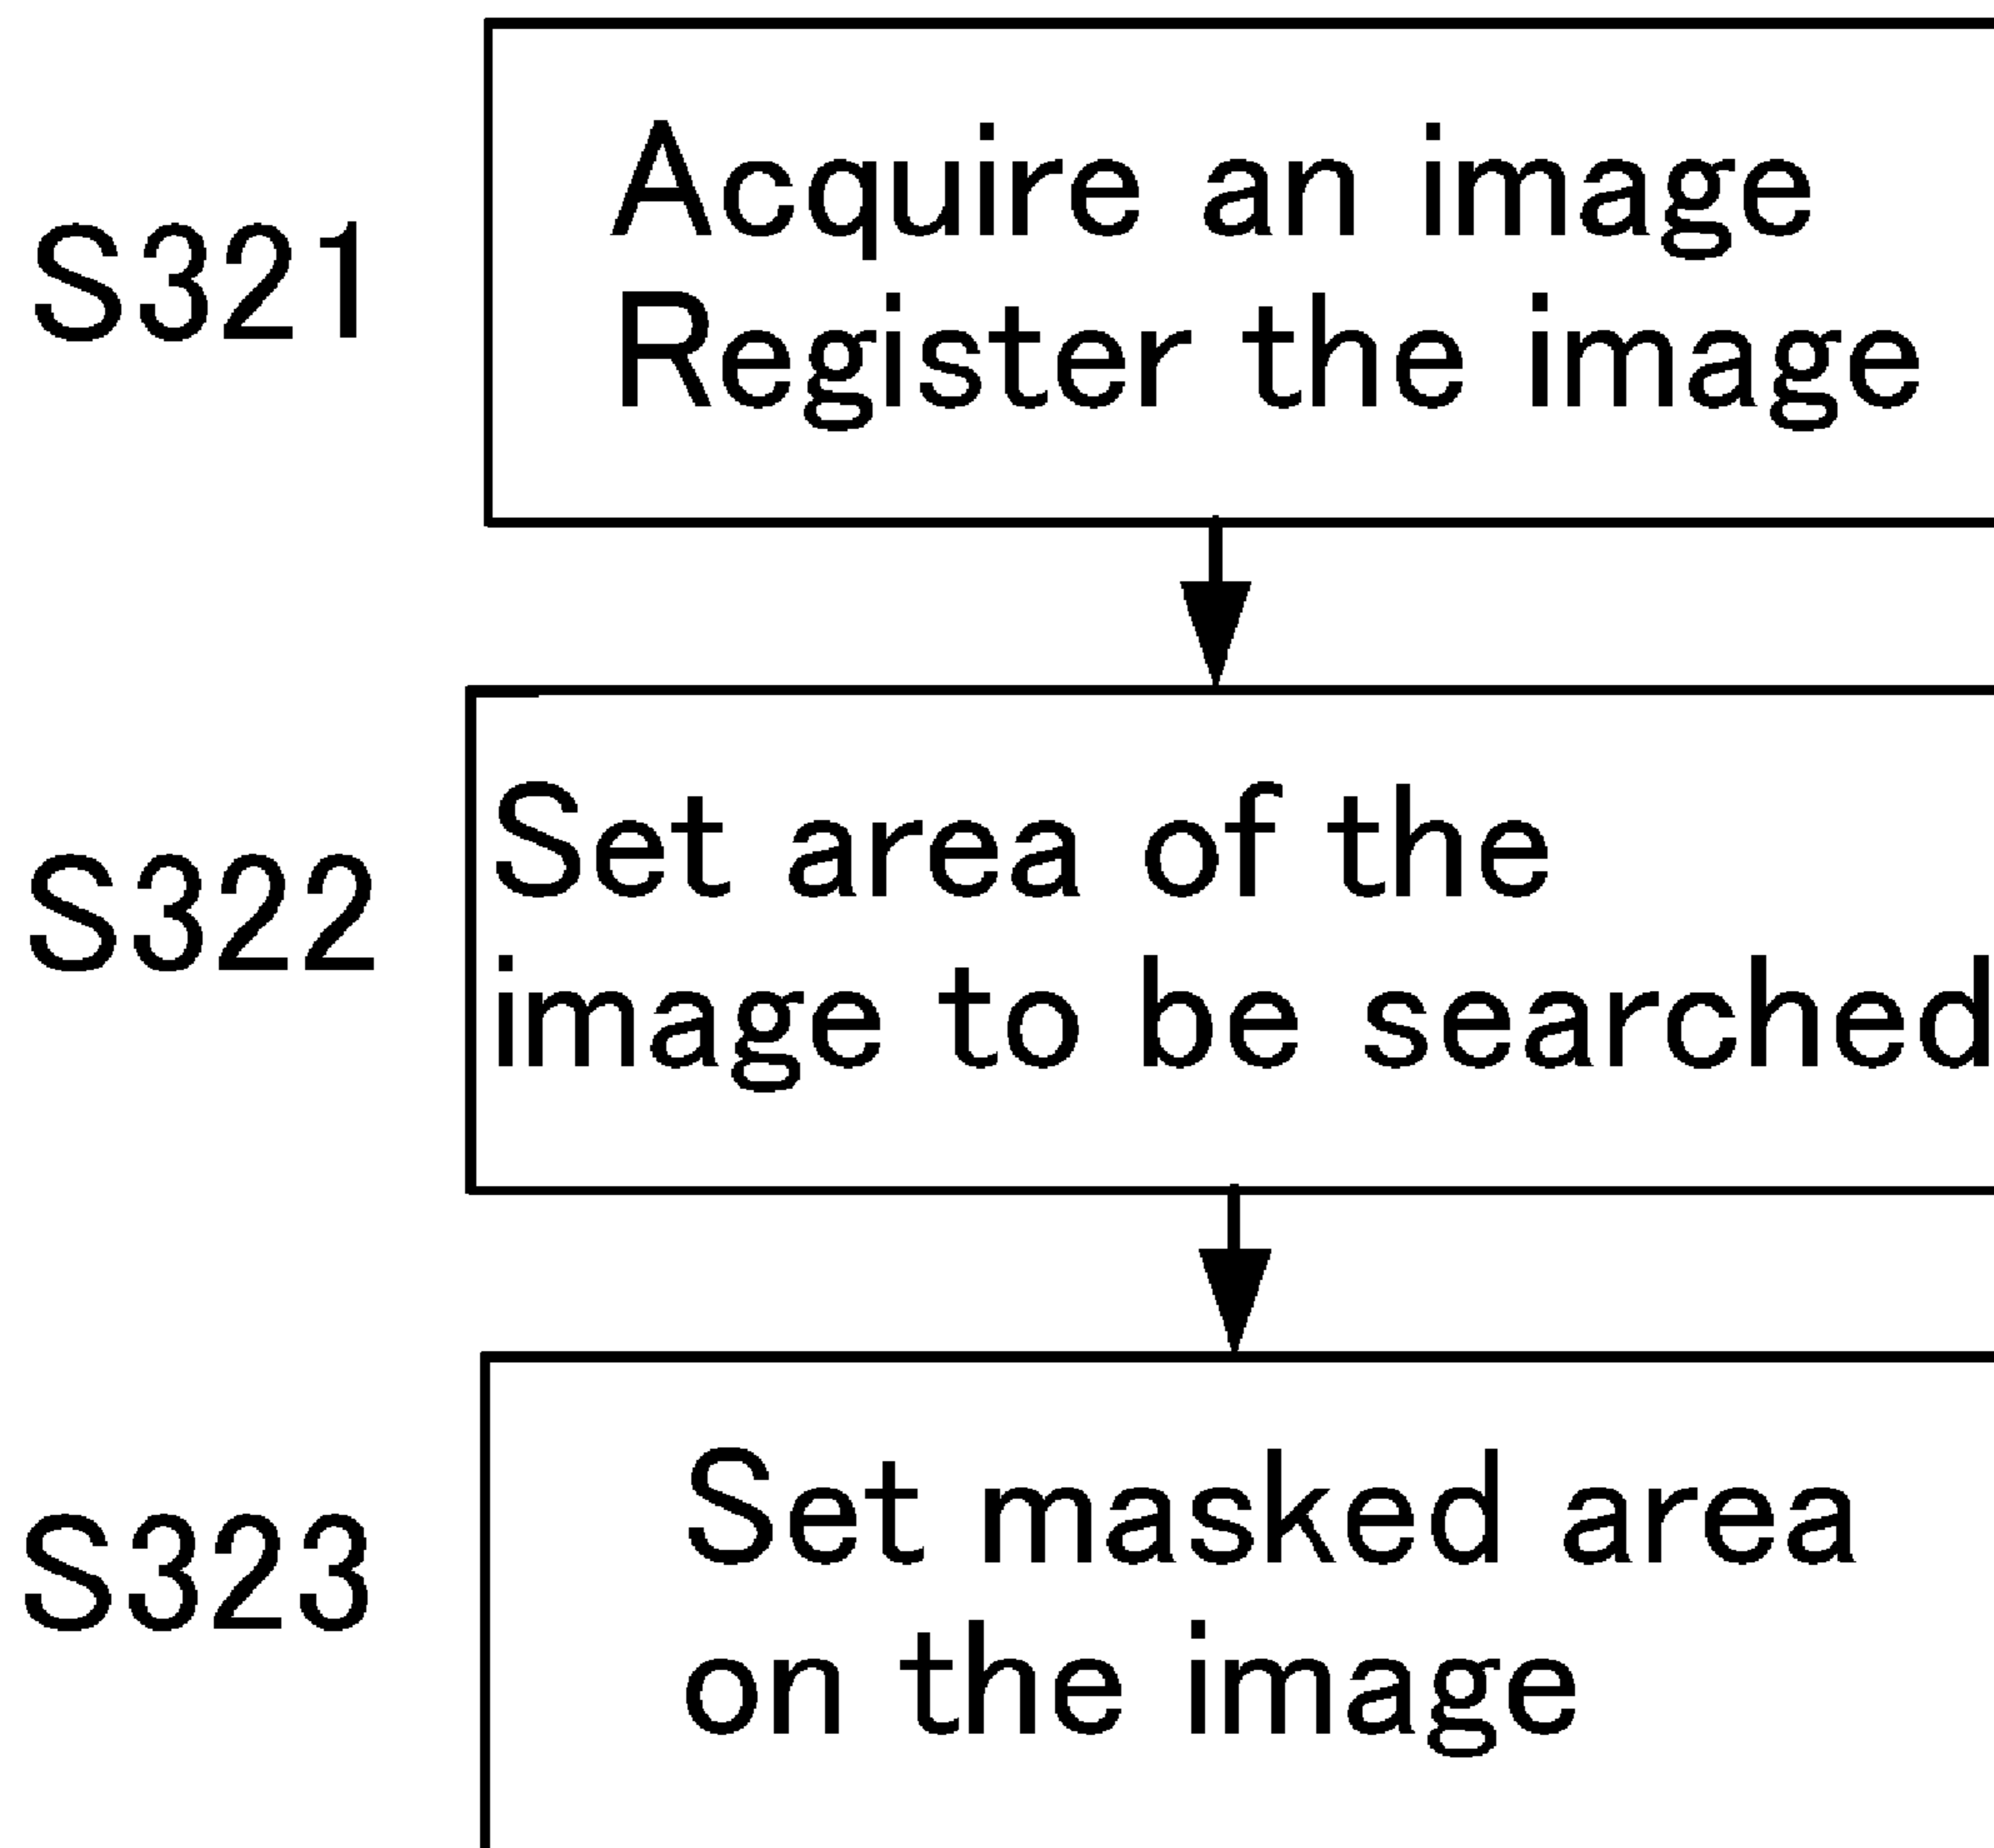 S321
Acquire an image
Register the image
S322
Set area of the
image to be searched
S323
Set masked area
on the image